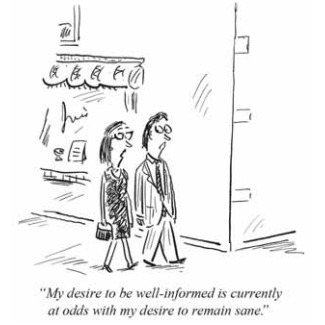 “My desire to be well-informed is currently
at odds with my desire to remain sane.”